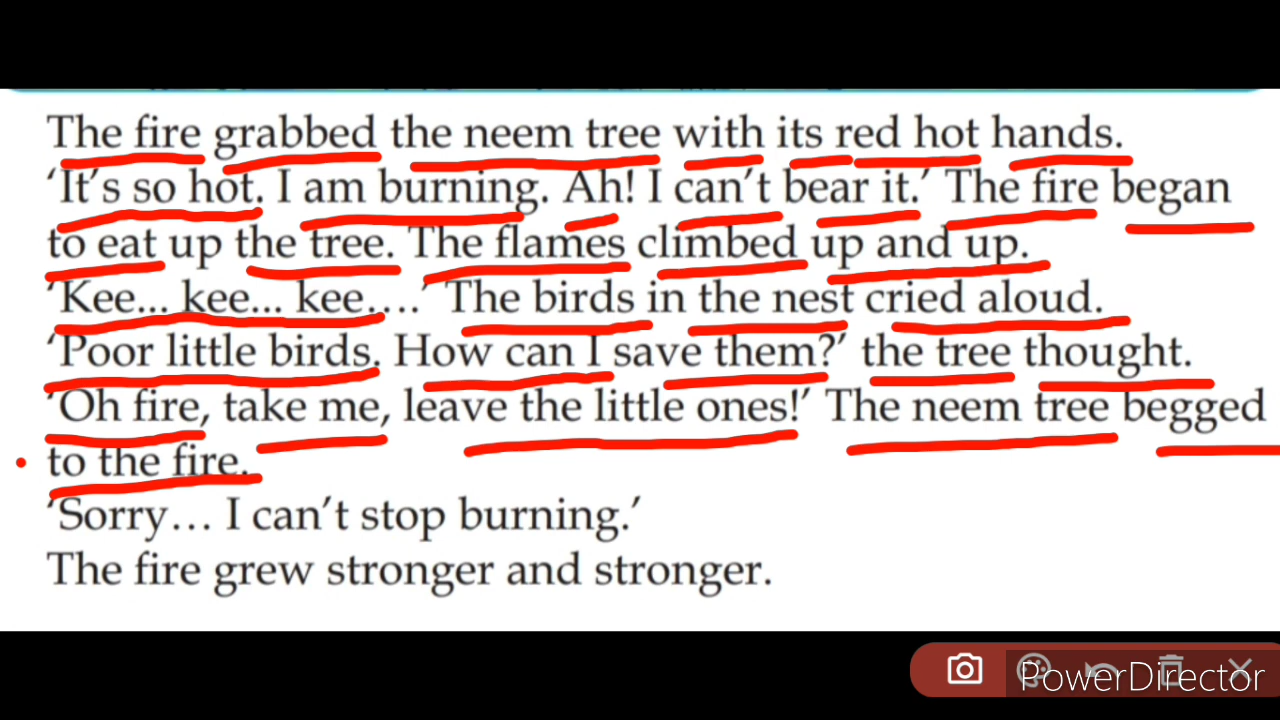 The fire grabbed the neem tree with its red hot hands.
‘It’s so hot. I am burning. Ah! I can’t bear it.’ The fire began
to eat up the tree. The flames climbed up and up.
‘Kee... kee... kee....’ The birds in the nest cried aloud.
‘Poor little birds. How can I save them?’ the tree thought.
‘Oh fire, take me, leave the little ones!’ The neem tree begged
to the fire.
‘Sorry... I can’t stop burning.’
The fire grew stronger and stronger.
PowerDirector